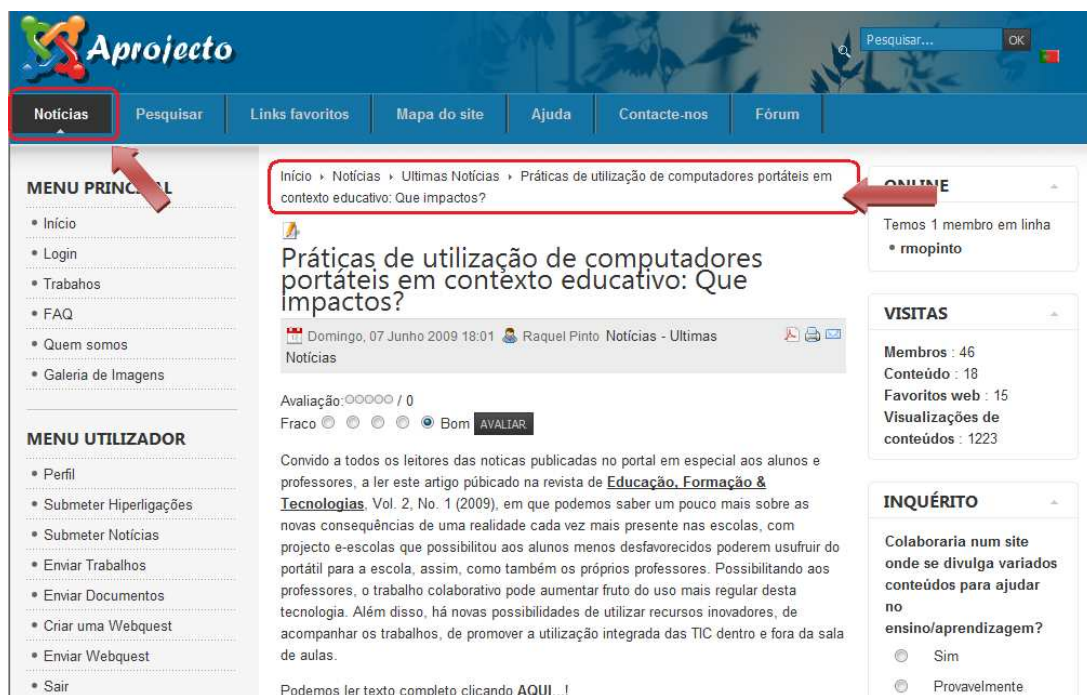 Aprojecto
Pesquisar...
OK
Notícias
Pesquisar
Links favoritos
Mapa do site
Ajuda
Contacte-nos
Fórum
MENU PRINCIPAL
Início
Login
Trabahos
FAQ
Quem somos
Galeria de Imagens
MENU UTILIZADOR
Perfil
Submeter Hiperligações
Submeter Notícias
Enviar Trabalhos
Enviar Documentos
Criar uma Webquest
Enviar Webquest
Sair
Início Notícias Ultimas Notícias Práticas de utilização de computadores portáteis em
contexto educativo: Que impactos?
Práticas de utilização de computadores
portáteis em contexto educativo: Que
impactos?
Domingo, 07 Junho 2009 18:01 Raquel Pinto Notícias - Ultimas
Notícias
Avaliação: / 0
Fraco Bom AVALIAR
Convido a todos os leitores das noticas publicadas no portal em especial aos alunos e
professores, a ler este artigo púbicado na revista de Educação, Formação &
Tecnologias, Vol. 2, No. 1 (2009), em que podemos saber um pouco mais sobre as
novas consequências de uma realidade cada vez mais presente nas escolas, com
projecto e-escolas que possibilitou aos alunos menos desfavorecidos poderem usufruir do
portátil para a escola, assim, como também os próprios professores. Possibilitando aos
professores, o trabalho colaborativo pode aumentar fruto do uso mais regular desta
tecnologia. Além disso, há novas possibilidades de utilizar recursos inovadores, de
acompanhar os trabalhos, de promover a utilização integrada das TIC dentro e fora da sala
de aulas.
Podemos ler texto completo clicando AQUI...!
ONLINE
Temos 1 membro em linha
rmopinto
VISITAS
Membros : 46
Conteúdo : 18
Favoritos web : 15
Visualizações de
conteúdos : 1223
INQUÉRITO
Colaboraria num site
onde se divulga variados
conteúdos para ajudar
no
ensino/aprendizagem?
Sim
Provavelmente